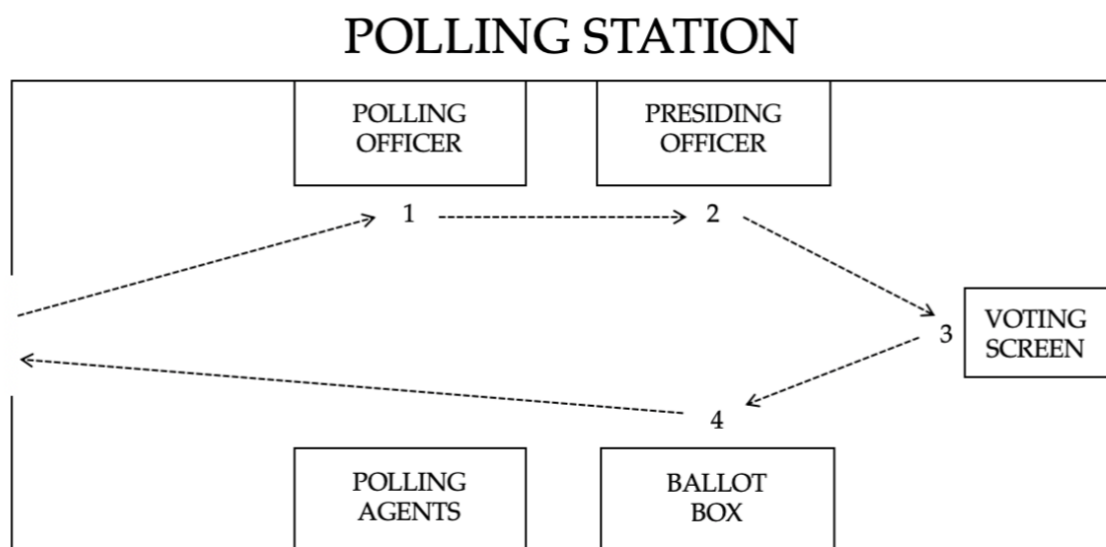 POLLING STATION
POLLING
OFFICER
PRESIDING
OFFICER
1
2
3
VOTING
SCREEN
4
POLLING
AGENTS
BALLOT
BOX